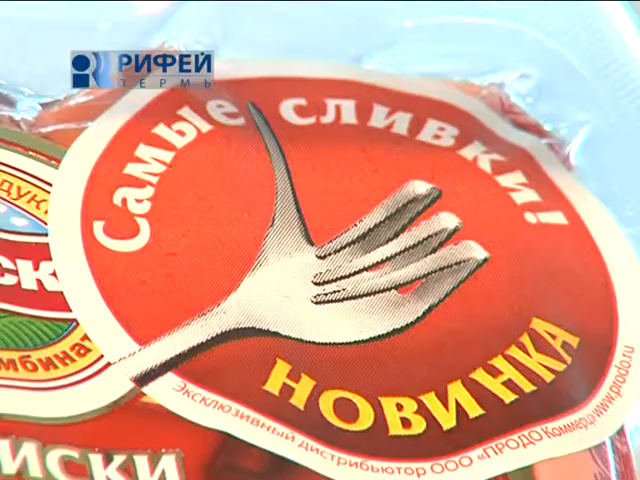 РИФЕЙ
ПЕРМЬ
Самые сливки!
НОВИНКА
Эксклюзивный дистрибьютор ООО «ПРОДО Коммерц» www.prodo.ru